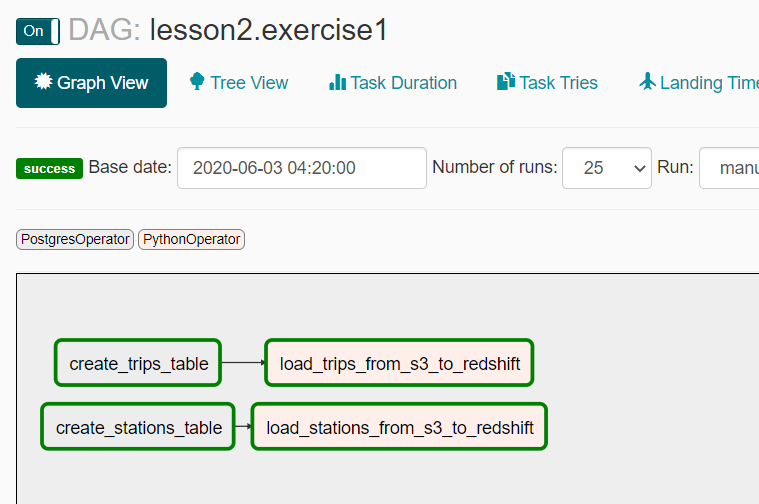 On DAG: lesson2.exercise1
Graph View Tree View Task Duration Task Tries Landing Time
success Base date: 2020-06-03 04:20:00 Number of runs: 25 Run: manu
PostgresOperator PythonOperator
create_trips_table load_trips_from_s3_to_redshift
create_stations_table load_stations_from_s3_to_redshift